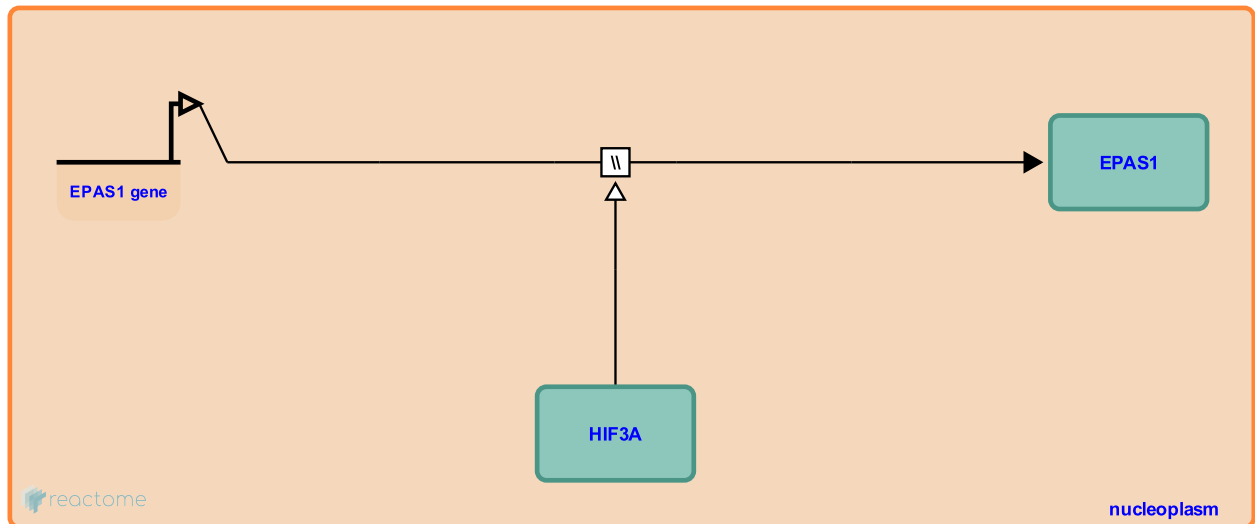 \\
EPAS1
EPAS1 gene
HIF3A
reactome
nucleoplasm